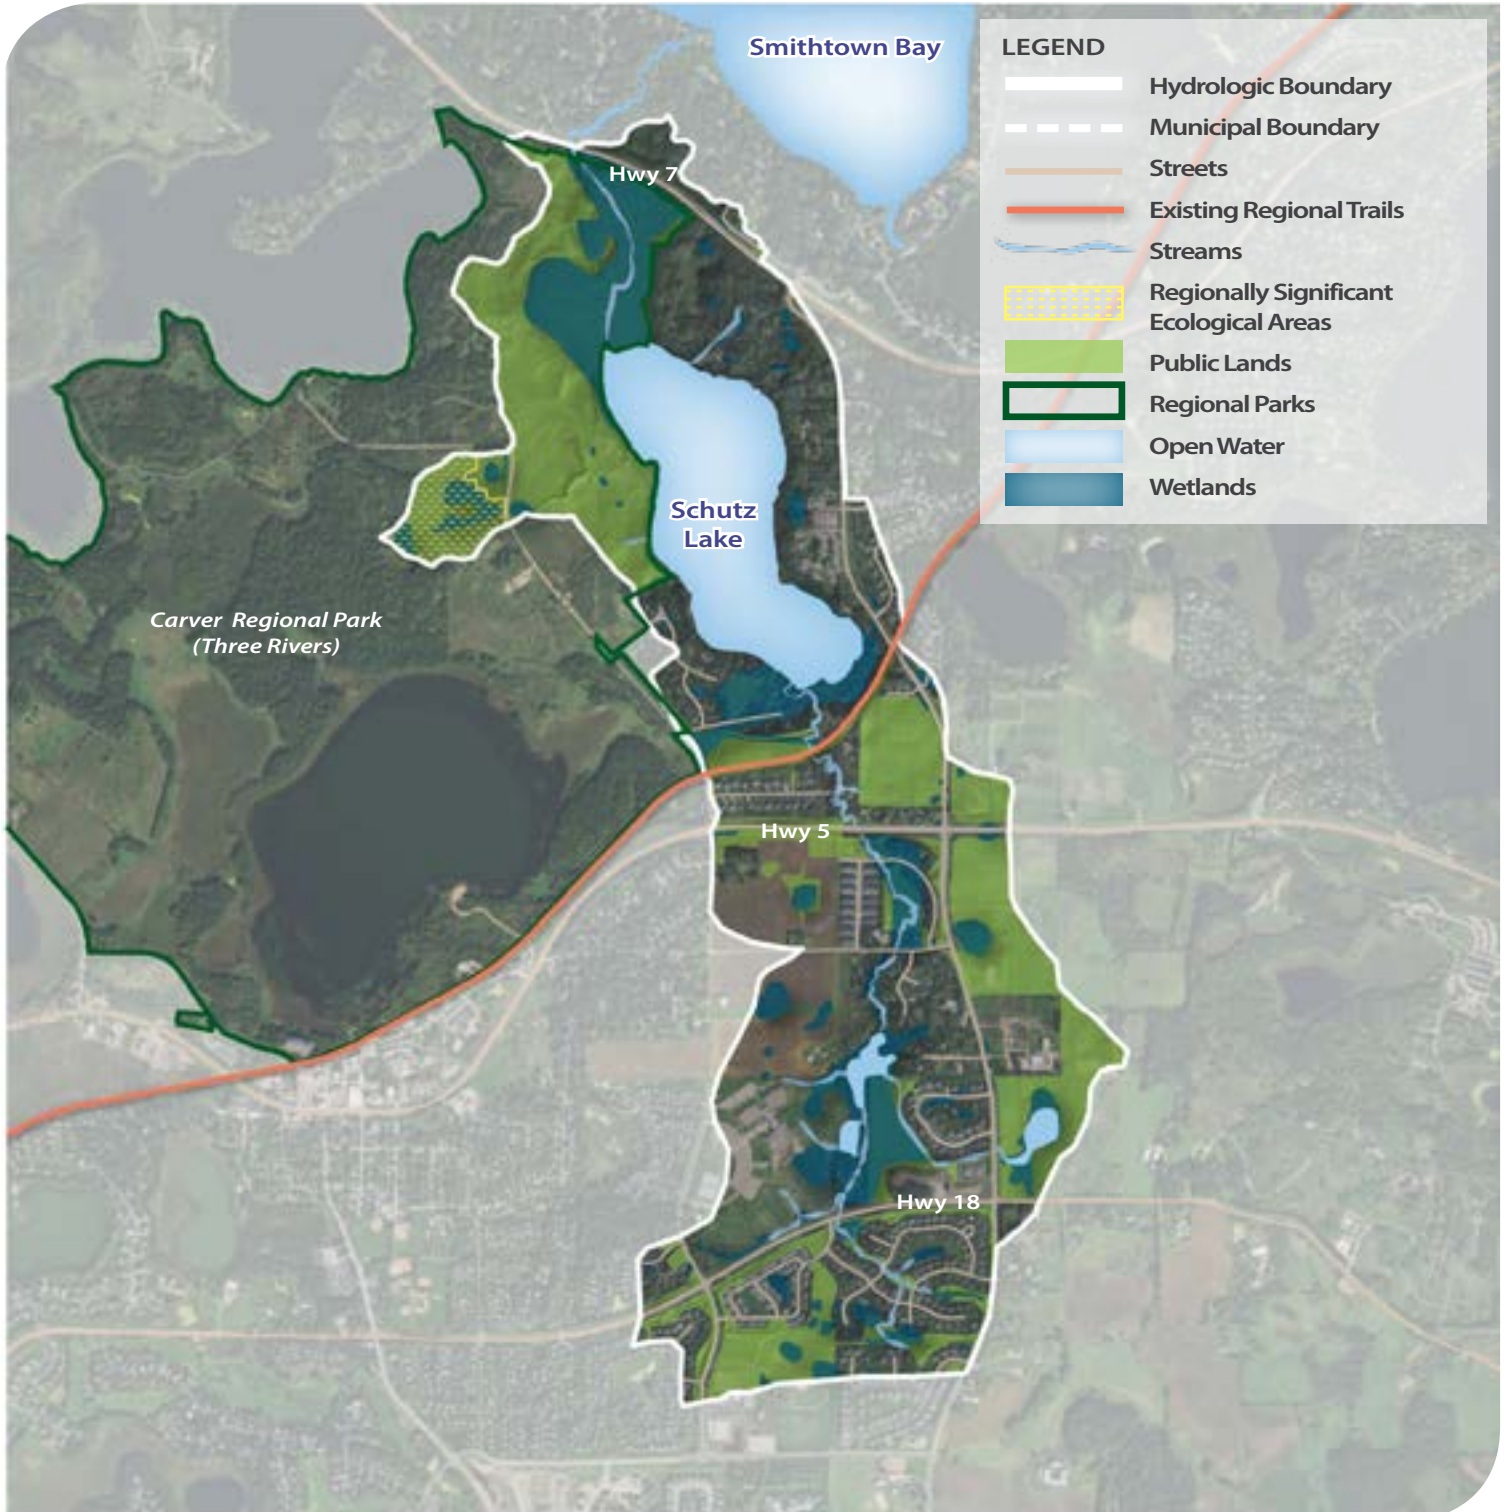 Smithtown Bay
LEGEND
Hydrologic Boundary
Municipal Boundary
Streets
Existing Regional Trails
Streams
Regionally Significant
Ecological Areas
Public Lands
Regional Parks
Open Water
Wetlands
Hwy 7
Schutz
Lake
Carver Regional Park
(Three Rivers)
Hwy 5
Hwy 18